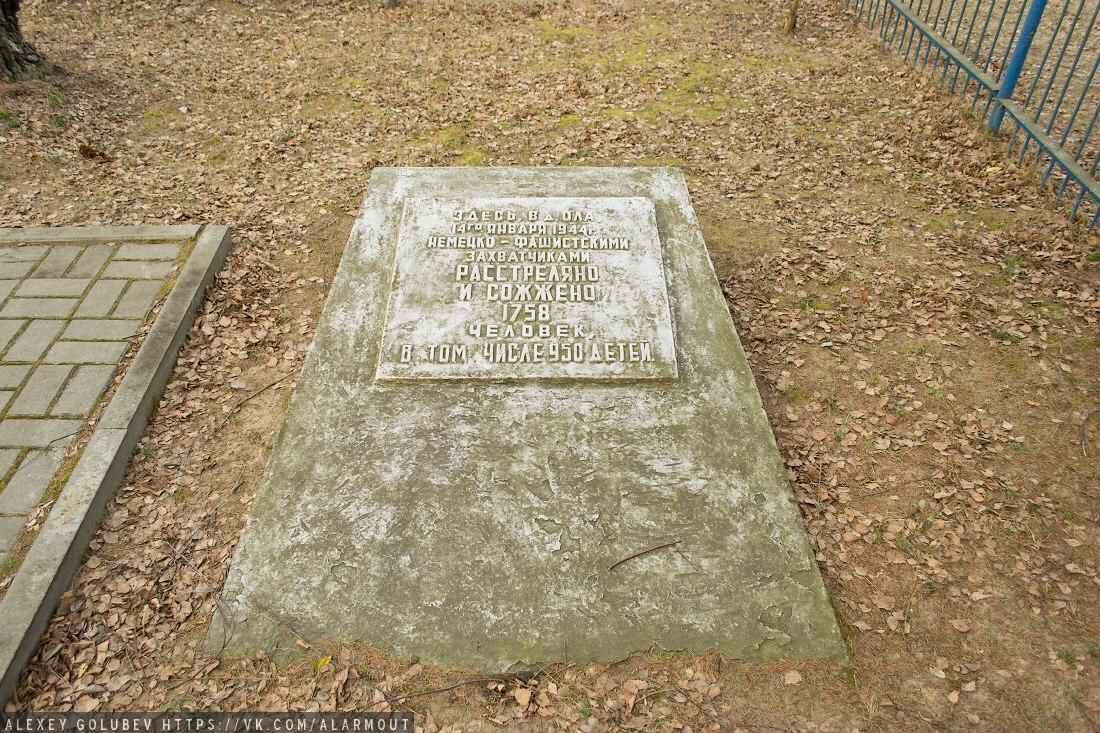 ЗДЕСЬ, В Д. ОЛА
14го ЯНВАРЯ 1944г.
НЕМЕЦКО - ФАШИСТСКИМИ
ЗАХВАТЧИКАМИ
РАССТРЕЛЯНО
И СОЖЖЕНО
1758
ЧЕЛОВЕК,
В ТОМ ЧИСЛЕ 950 ДЕТЕЙ.
ALEXEY GOLUBEV HTTPS://VK.COM/ALARMOUT